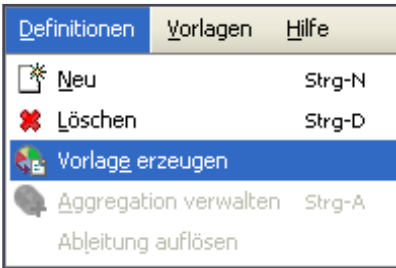 Definitionen Vorlagen Hilfe
Neu Strg-N
Löschen Strg-D
Vorlage erzeugen
Aggregation verwalten Strg-A
Ableitung auflösen